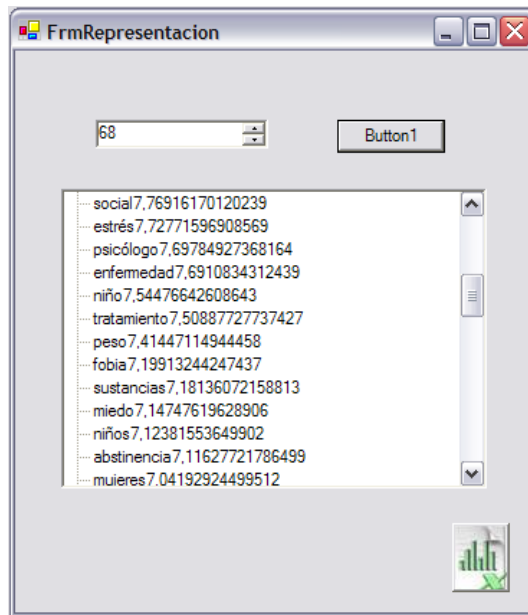 FrmRepresentacion
68
Button1
social7,76916170120239
estrés7,72771596908569
psicólogo7,69784927368164
enfermedad7,6910834312439
niño7,54476642608643
tratamiento7,50887727737427
peso7,41447114944458
fobia7,19913244247437
sustancias7,18136072158813
miedo7,14747619628906
niños7,12381553649902
abstinencia7,11627721786499
mujeres7,04192924499512